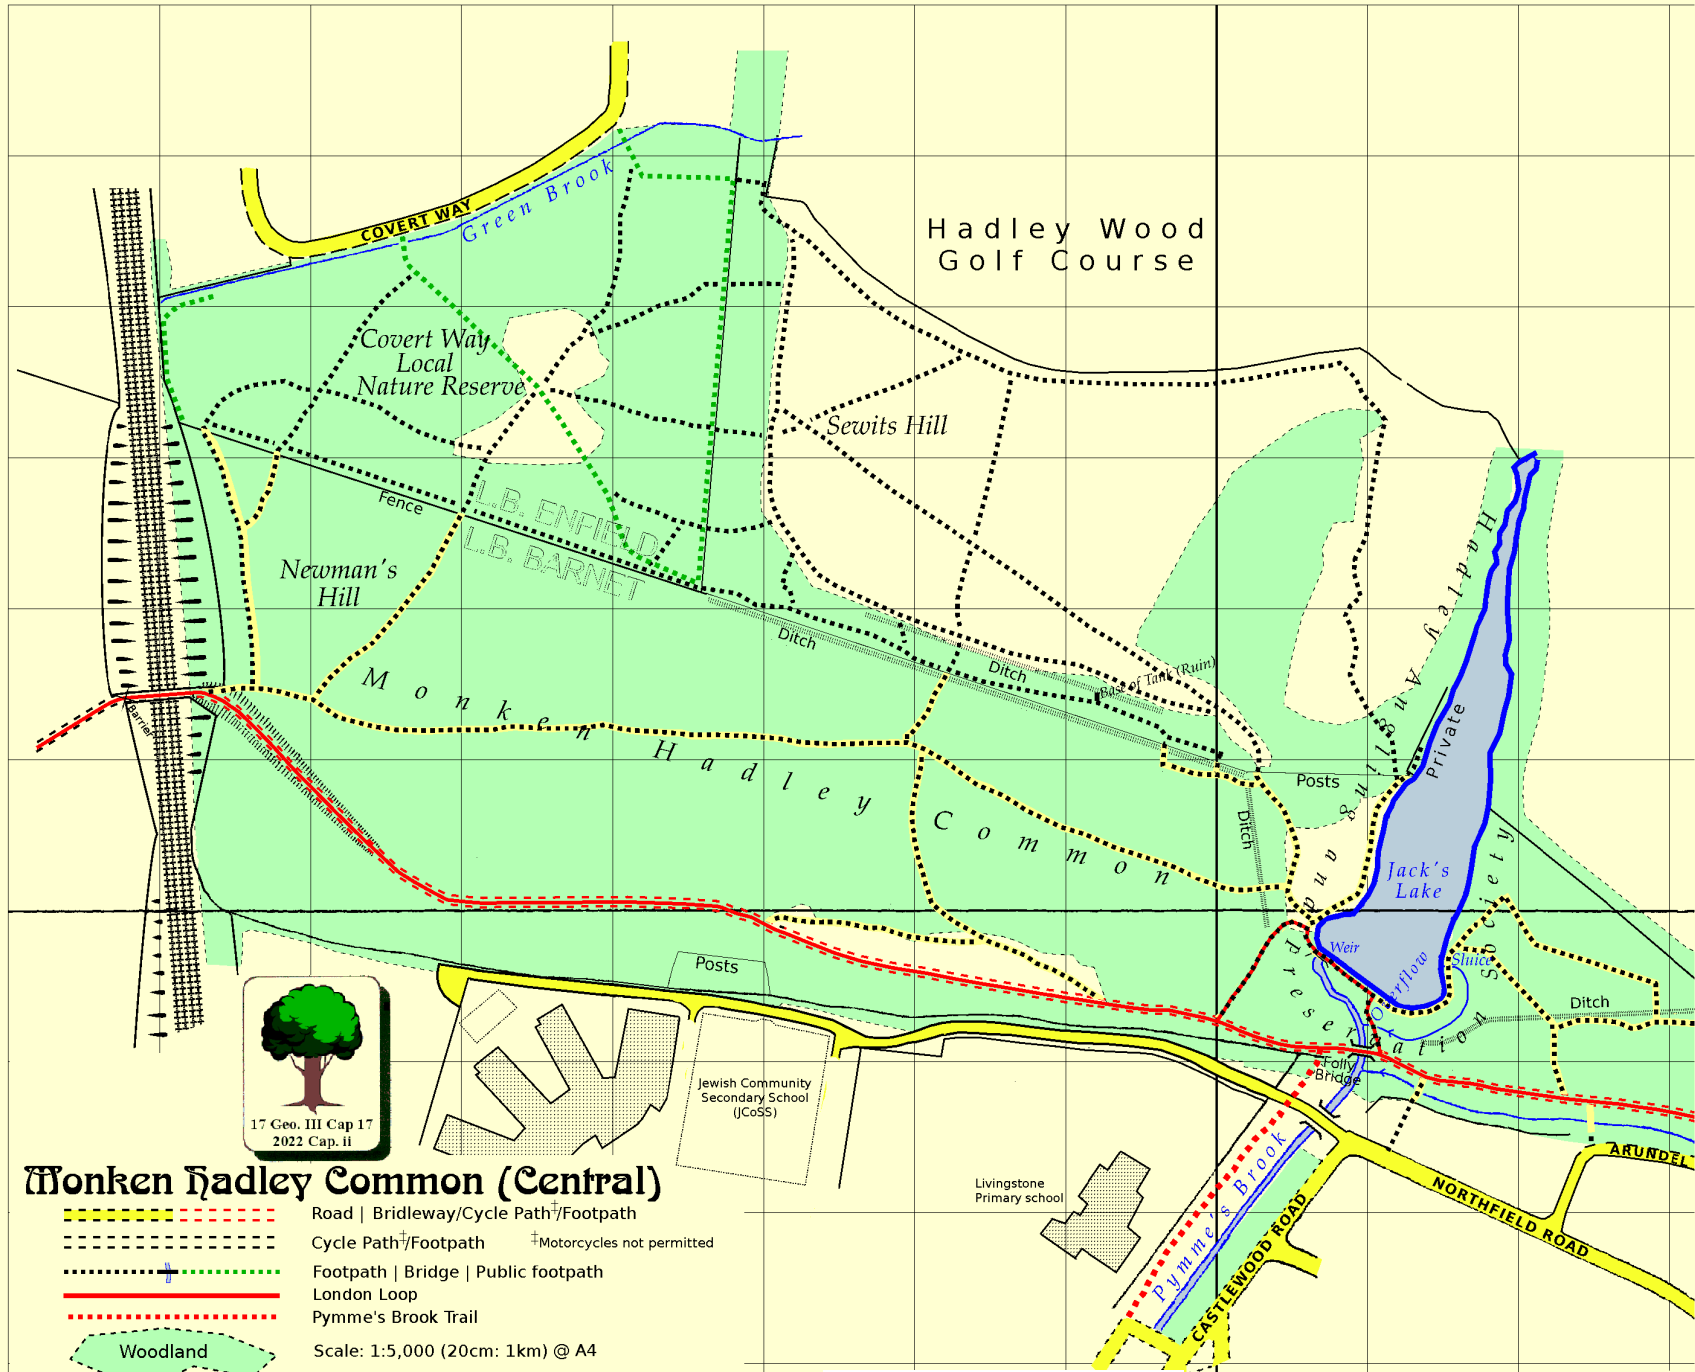 COVERT WAY
Green Brook
Hadley Wood
Golf Course
Covert Way
Local
Nature Reserve
Sewits Hill
Fence
L.B. ENFIELD
L.B. BARNET
Newman's
Hill
Ditch
Ditch
Base of Tank (Ruin)
Monken Hadley Common
Barrier
Posts
Ditch
Hadley Angling and Preservation Society
Private
Jack's
Lake
Weir
Sluice
Overflow
Ditch
Posts
Folly
Bridge
Jewish Community
Secondary School
(JCoSS)
Livingstone
Primary school
Pymme's Brook
CASTLEWOOD ROAD
NORTHFIELD ROAD
ARUNDEL
17 Geo. III Cap 17
2022 Cap. ii
Monken Hadley Common (Central)
Road | Bridleway/Cycle Path‡/Footpath
Cycle Path‡/Footpath ‡Motorcycles not permitted
Footpath | Bridge | Public footpath
London Loop
Pymme's Brook Trail
Woodland Scale: 1:5,000 (20cm: 1km) @ A4